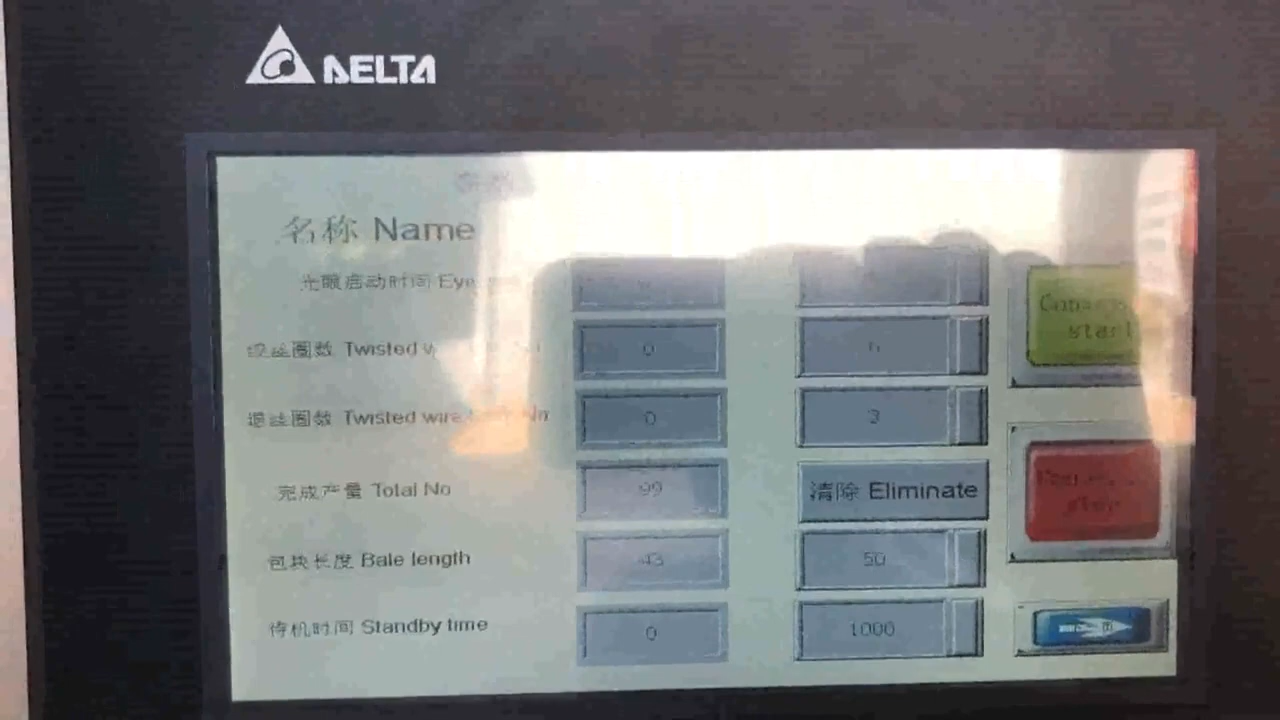 DELTA
名称 Name
光眼启动时间 Eye
绞丝圈数 Twisted
0
退丝圈数 Twisted wire
0 3
完成产量 Total No 99 清除 Eliminate
包块长度 Bale length 43 50
待机时间 Standby time 0 1000
start
stop